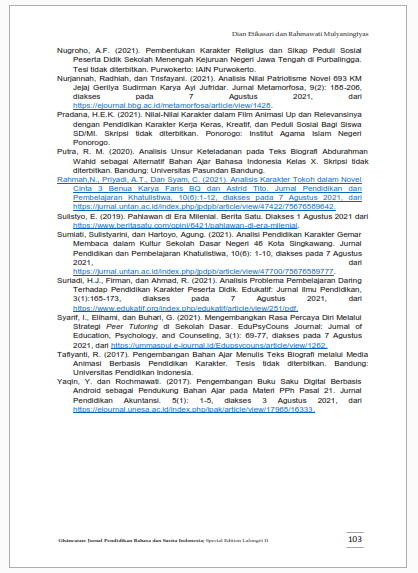 Dian Etikasari dan Rahmawati Mulyaningtyas
Nugroho, A.F. (2021). Pembentukan Karakter Religius dan Sikap Peduli Sosial
Peserta Didik Sekolah Menengah Kejuruan Negeri Jawa Tengah di Purbalingga.
Tesi tidak diterbitkan. Purwokerto: IAIN Purwokerto.
Nurjannah, Radhiah, dan Trisfayani. (2021). Analisis Nilai Patriotisme Novel 693 KM
Jejaj Gerilya Sudirman Karya Ayi Jufridar. Jurnal Metamorfosa, 9(2): 188-206,
diakses pada 7 Agustus 2021, dari
https://ejournal.bbg.ac.id/metamorfosa/article/view/1426.
Pradana, H.E.K. (2021). Nilai-Nilai Karakter dalam Film Animasi Up dan Relevansinya
dengan Pendidikan Karakter Kerja Keras, Kreatif, dan Peduli Sosial Bagi Siswa
SD/MI. Skripsi tidak diterbitkan. Ponorogo: Institut Agama Islam Negeri
Ponorogo.
Putra, R. M. (2020). Analisis Unsur Keteladanan pada Teks Biografi Abdurahman
Wahid sebagai Alternatif Bahan Ajar Bahasa Indonesia Kelas X. Skripsi tidak
diterbitkan. Bandung: Universitas Pasundan Bandung.
Rahmah,N., Priyadi, A.T., Dan Syam, C. (2021). Analisis Karakter Tokoh dalam Novel
Cinta 3 Benua Karya Faris BQ dan Astrid Tito. Jurnal Pendidikan dan
Pembelajaran Khatulistiwa, 10(6):1-12, diakses pada 7 Agustus 2021, dari
https://jurnal.untan.ac.id/index.php/jpdpb/article/view/47422/75676589642.
Sulistyo, E. (2019). Pahlawan di Era Milenial. Berita Satu. Diakses 1 Agustus 2021 dari
https://www.beritasatu.com/opini/6421/pahlawan-di-era-milenial.
Sumiati, Sulistyarini, dan Hartoyo, Agung. (2021). Analisi Pendidikan Karakter Gemar
Membaca dalam Kultur Sekolah Dasar Negeri 46 Kota Singkawang. Jurnal
Pendidikan dan Pembelajaran Khatulistiwa, 10(6): 1-10, diakses pada 7 Agustus
2021, dari
https://jurnal.untan.ac.id/index.php/jpdpb/article/view/47700/75676589777.
Suriadi, H.J., Firman, dan Ahmad, R. (2021). Analisis Problema Pembelajaran Daring
Terhadap Pendidikan Karakter Peserta Didik. Edukatif: Jurnal Ilmu Pendidikan,
3(1):165-173, diakses pada 7 Agustus 2021, dari
https://www.edukatif.org/index.php/edukatif/article/view/251/pdf.
Syarif, I., Elihami, dan Buhari, G. (2021). Mengembangkan Rasa Percaya Diri Melalui
Strategi Peer Tutoring di Sekolah Dasar. EduPsyCouns Journal: Jurnal of
Education, Psychology, and Counseling, 3(1): 69-77, diakses pada 7 Agustus
2021, dari https://ummaspul.e-journal.id/Edupsycouns/article/view/1262.
Tafiyanti, R. (2017). Pengembangan Bahan Ajar Menulis Teks Biografi melalui Media
Animasi Berbasis Pendidikan Karakter. Tesis tidak diterbitkan. Bandung:
Universitas Pendidikan Indonesia.
Yaqin, Y. dan Rochmawati. (2017). Pengembangan Buku Saku Digital Berbasis
Android sebagai Pendukung Bahan Ajar pada Materi PPh Pasal 21. Jurnal
Pendidikan Akuntansi. 5(1): 1-5, diakses 3 Agustus 2021, dari
https://ejournal.unesa.ac.id/index.php/jpak/article/view/17965/16333.
Jurnal Pendidikan Bahasa dan Sastra Indonesia; Special Edition Lalongèt II
103